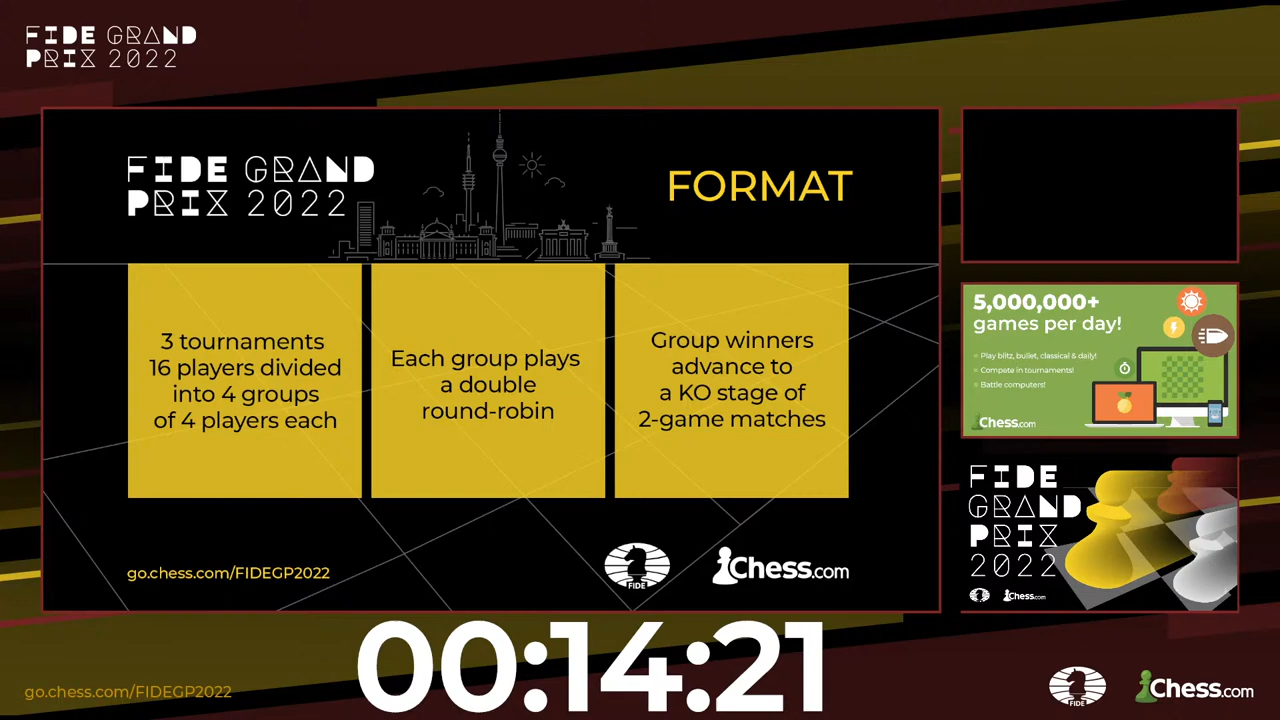 FIDE GRAND
PRIX 2022
FIDE GRAND
PRIX 2022
FORMAT
3 tournaments
16 players divided
into 4 groups
of 4 players each
Each group plays
a double
round-robin
Group winners
advance to
a KO stage of
2-game matches
go.chess.com/FIDEGP2022
FIDE
Chess.com
5,000,000+
games per day!
Play blitz, bullet, classical & daily!
Compete in tournaments!
Battle computers!
Chess.com
FIDE
GRAND
PRIX
2022
Chess.com
00:14:21
go.chess.com/FIDEGP2022
FIDE
Chess.com